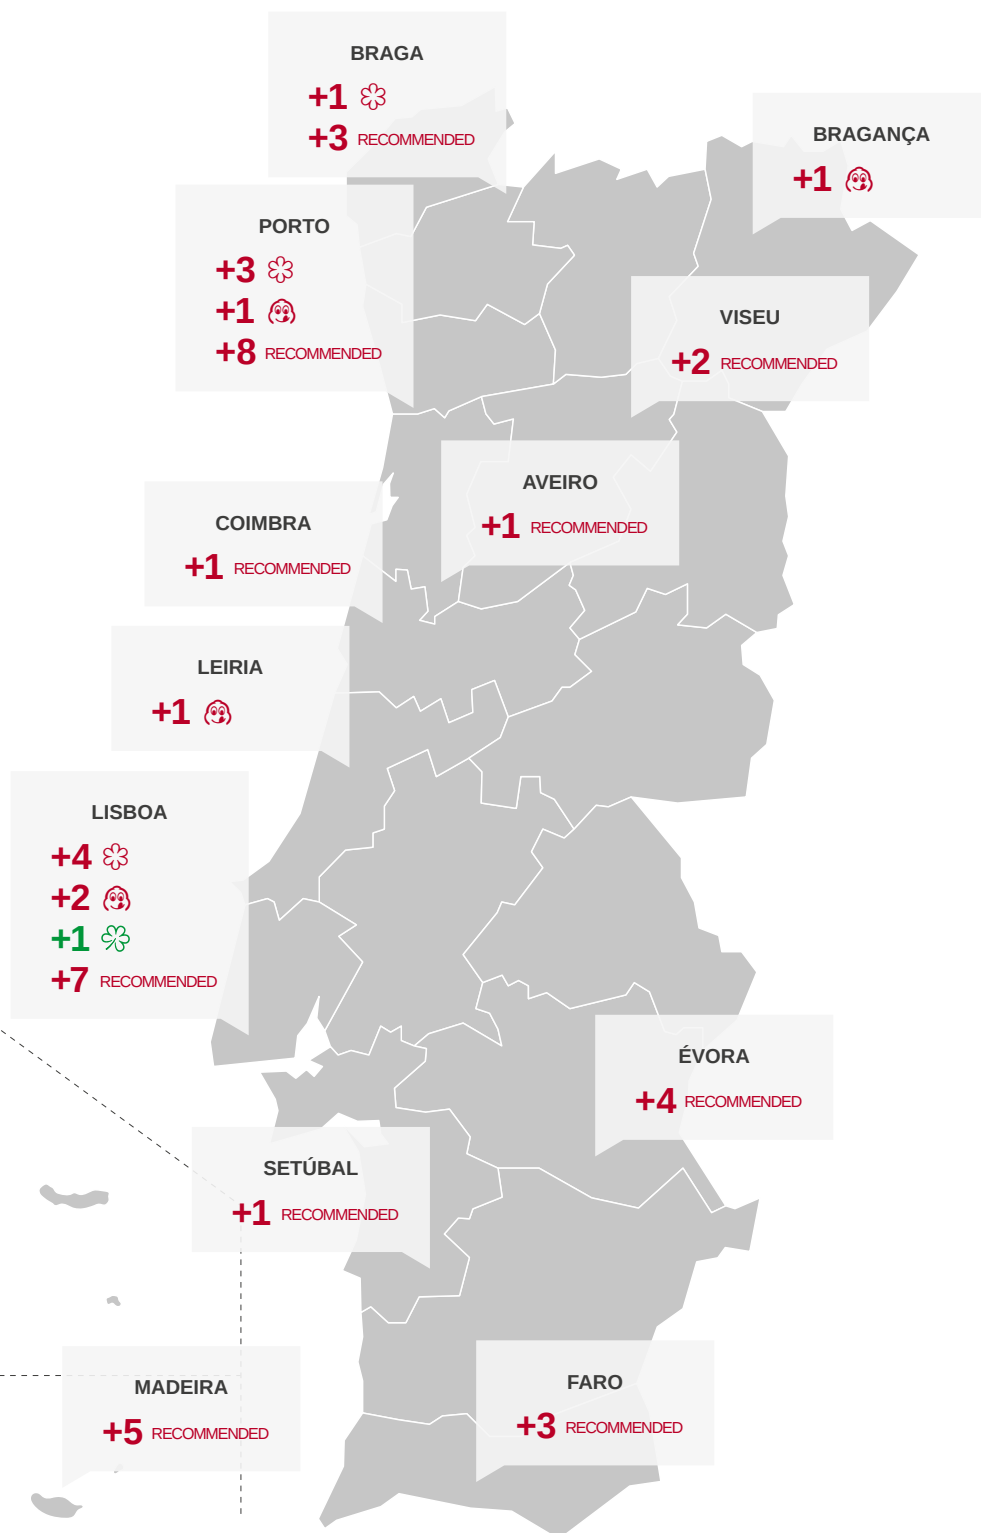 BRAGA
+1
+3 RECOMMENDED
BRAGANÇA
+1
PORTO
+3
+1
+8 RECOMMENDED
VISEU
+2 RECOMMENDED
AVEIRO
+1 RECOMMENDED
COIMBRA
+1 RECOMMENDED
LEIRIA
+1
LISBOA
+4
+2
+1
+7 RECOMMENDED
ÉVORA
+4 RECOMMENDED
SETÚBAL
+1 RECOMMENDED
MADEIRA
+5 RECOMMENDED
FARO
+3 RECOMMENDED